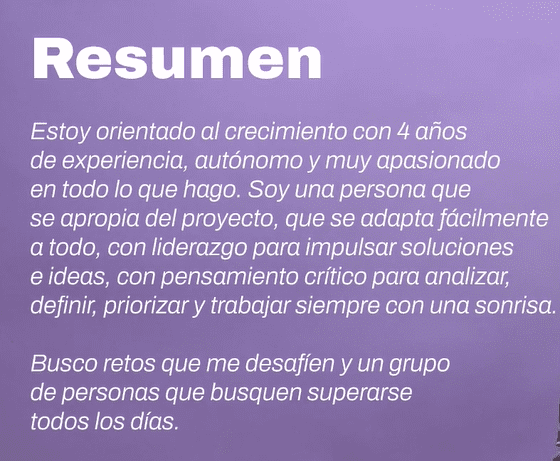 Resumen
Estoy orientado al crecimiento con 4 años
de experiencia, autónomo y muy apasionado
en todo lo que hago. Soy una persona que
se apropia del proyecto, que se adapta fácilmente
a todo, con liderazgo para impulsar soluciones
e ideas, con pensamiento crítico para analizar,
definir, priorizar y trabajar siempre con una sonrisa.
Busco retos que me desafíen y un grupo
de personas que busquen superarse
todos los días.